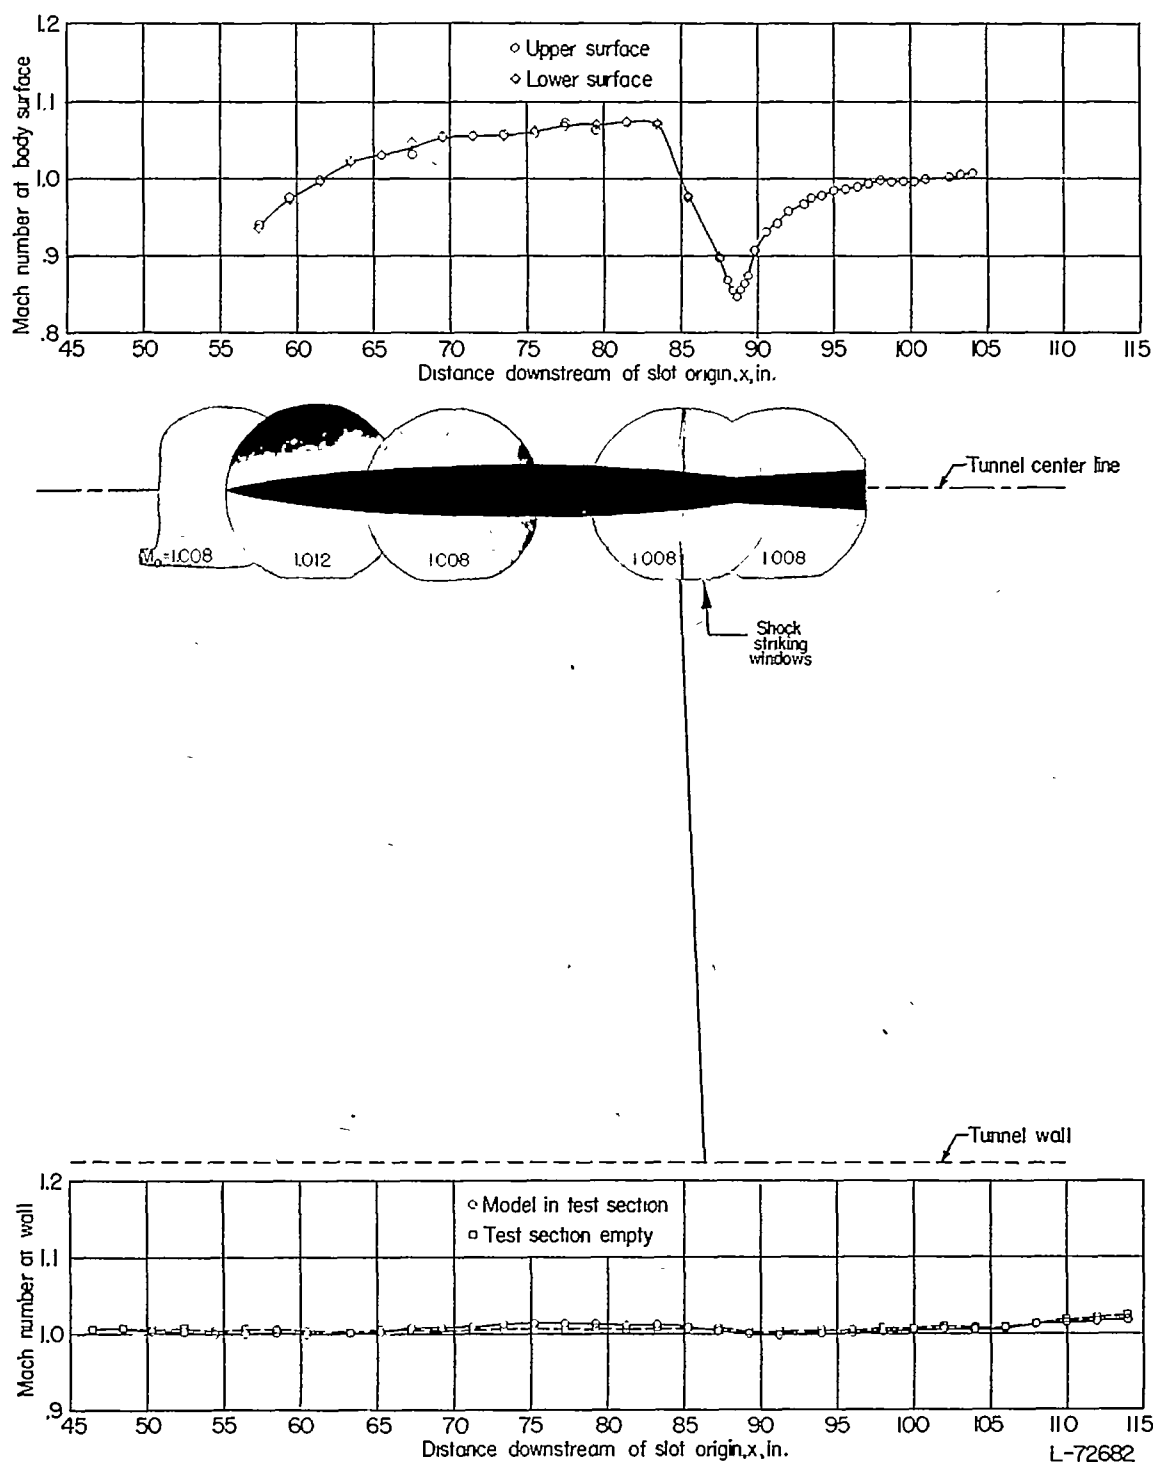 1.2
1.1
1.0
.9
.8
Mach number at body surface
Upper surface
Lower surface
45 50 55 60 65 70 75 80 85 90 95 100 105 110 115
Distance downstream of slot origin,x,in.
Tunnel center line
M₀=1.008
1.012
1.008
1.008
1.008
Shock
striking
windows
Tunnel wall
1.2
1.1
1.0
.9
Mach number at wall
Model in test section
Test section empty
45 50 55 60 65 70 75 80 85 90 95 100 105 110 115
Distance downstream of slot origin,x,in.
L-72682